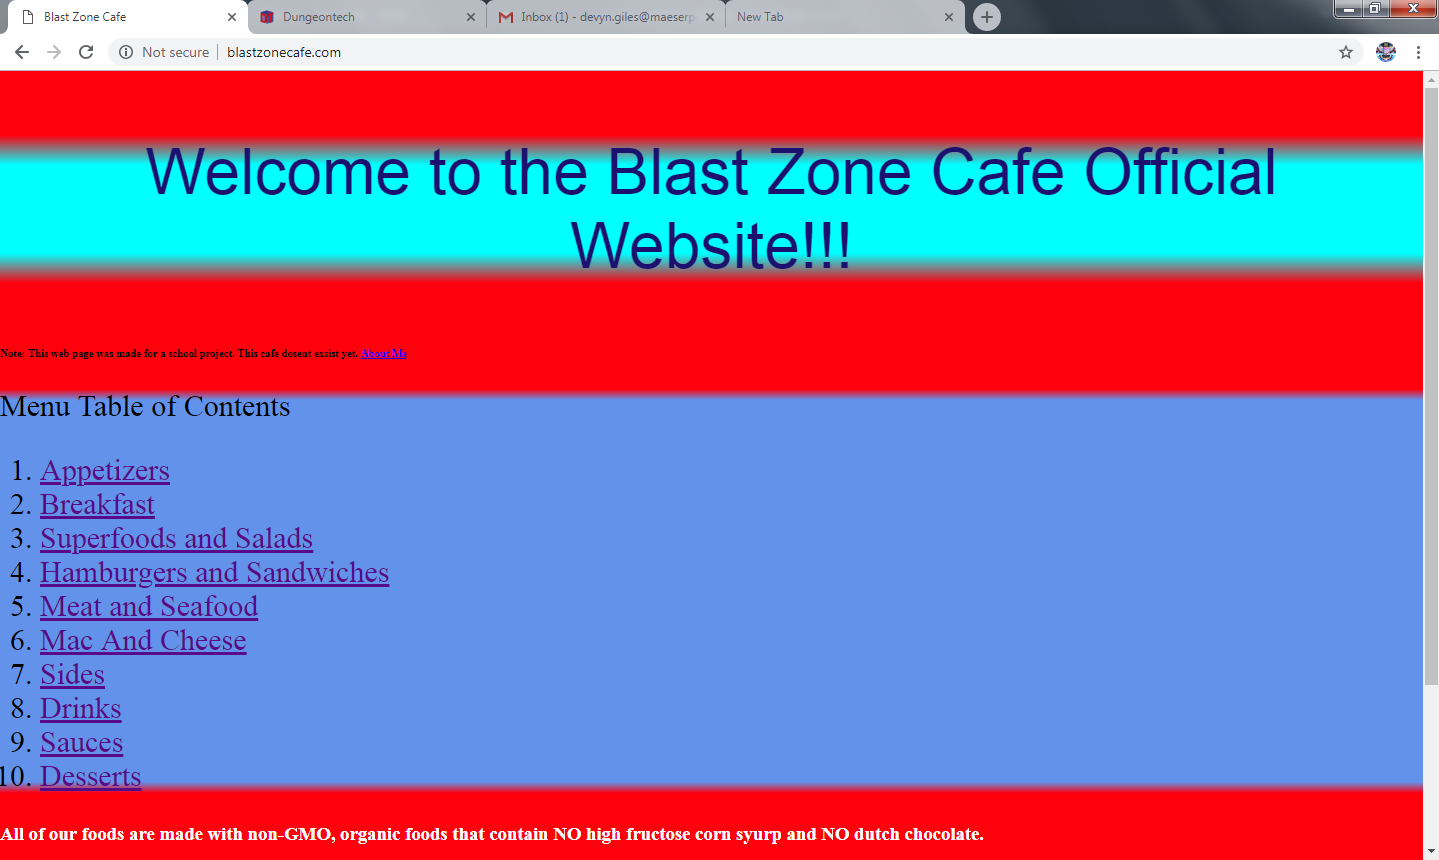 Blast Zone Cafe
Dungeontech
Inbox (1) - devyn.giles@maeserp
New Tab
Not secure
blastzonecafe.com
Welcome to the Blast Zone Cafe Official
Website!!!
Note: This web page was made for a school project. This cafe dosent exsist yet. About Me
Menu Table of Contents
1. Appetizers
2. Breakfast
3. Superfoods and Salads
4. Hamburgers and Sandwiches
5. Meat and Seafood
6. Mac And Cheese
7. Sides
8. Drinks
9. Sauces
10. Desserts
All of our foods are made with non-GMO, organic foods that contain NO high fructose corn syurp and NO dutch chocolate.